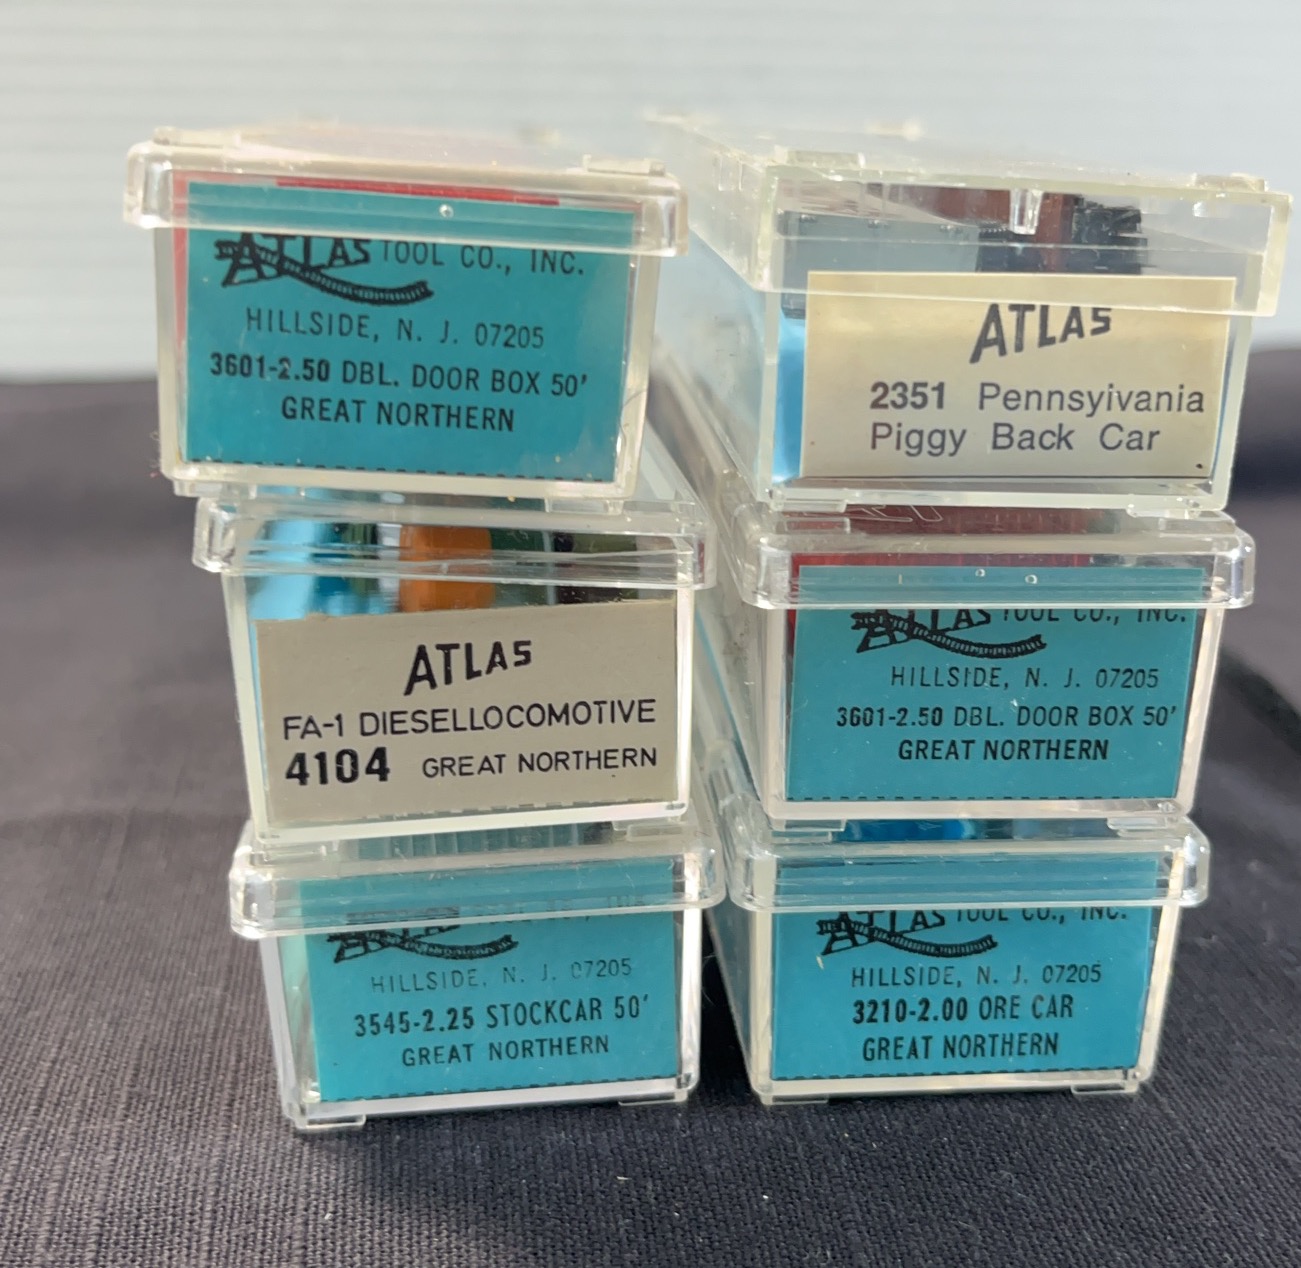 ATLAS TOOL CO., INC.
HILLSIDE, N. J. 07205
3601-2.50 DBL. DOOR BOX 50'
GREAT NORTHERN
ATLAS
2351 Pennsyivania
Piggy Back Car
ATLAS
FA-1 DIESELLOCOMOTIVE
4104 GREAT NORTHERN
ATLAS TOOL CO., INC.
HILLSIDE, N. J. 07205
3601-2.50 DBL. DOOR BOX 50'
GREAT NORTHERN
ATLAS
HILLSIDE, N. J. 07205
3545-2.25 STOCKCAR 50'
GREAT NORTHERN
ATLAS TOOL CO., INC.
HILLSIDE, N. J. 07205
3210-2.00 ORE CAR
GREAT NORTHERN